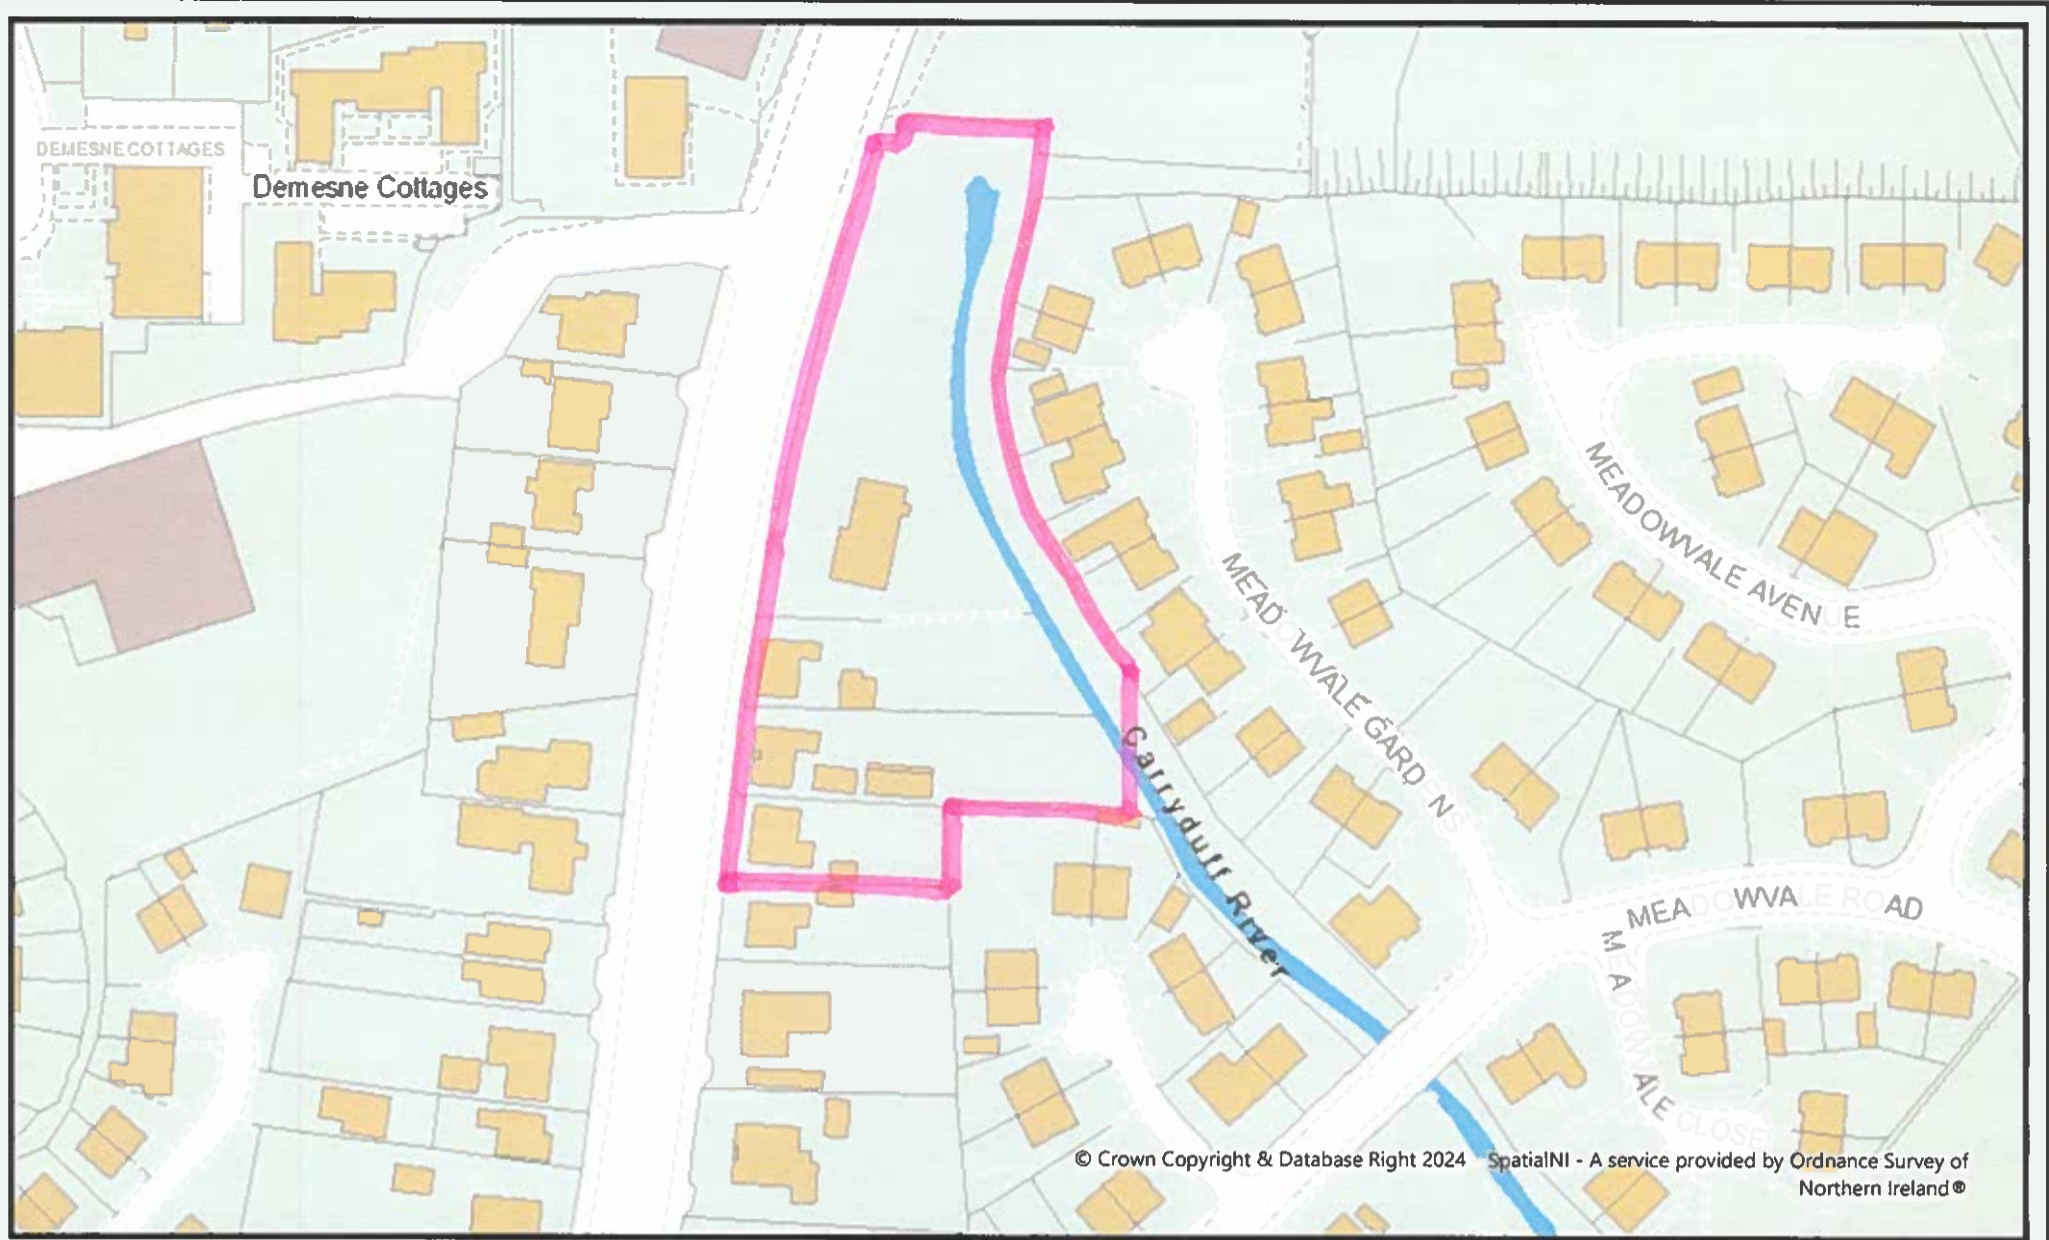 DEMESNE COTTAGES
Demesne Cottages
MEADOWVALE AVENUE
MEADOWVALE GARDENS
Carryduff River
MEADOWVALE ROAD
MEADOWVALE CLOSE
© Crown Copyright & Database Right 2024 SpatialNI - A service provided by Ordnance Survey of
Northern Ireland®